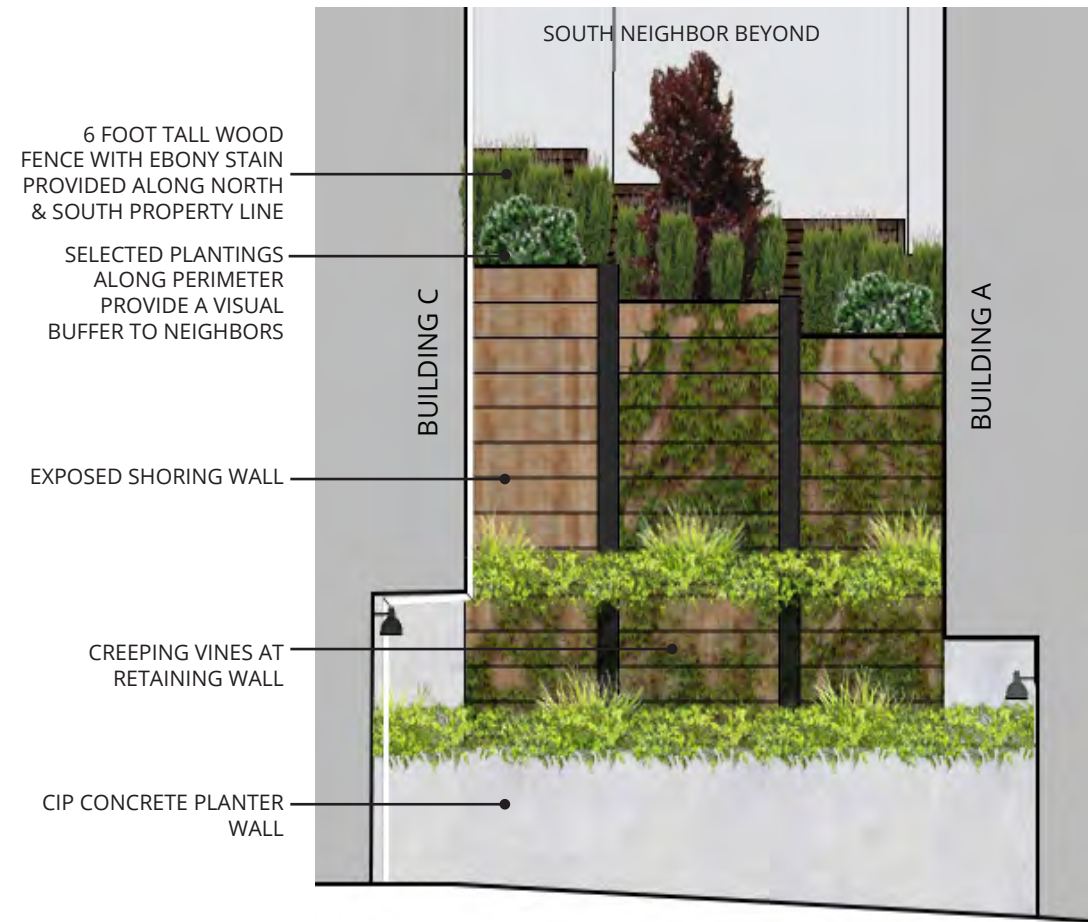 SOUTH NEIGHBOR BEYOND
6 FOOT TALL WOOD
FENCE WITH EBONY STAIN
PROVIDED ALONG NORTH
& SOUTH PROPERTY LINE
SELECTED PLANTINGS
ALONG PERIMETER
PROVIDE A VISUAL
BUFFER TO NEIGHBORS
BUILDING C
BUILDING A
EXPOSED SHORING WALL
CREEPING VINES AT
RETAINING WALL
CIP CONCRETE PLANTER
WALL